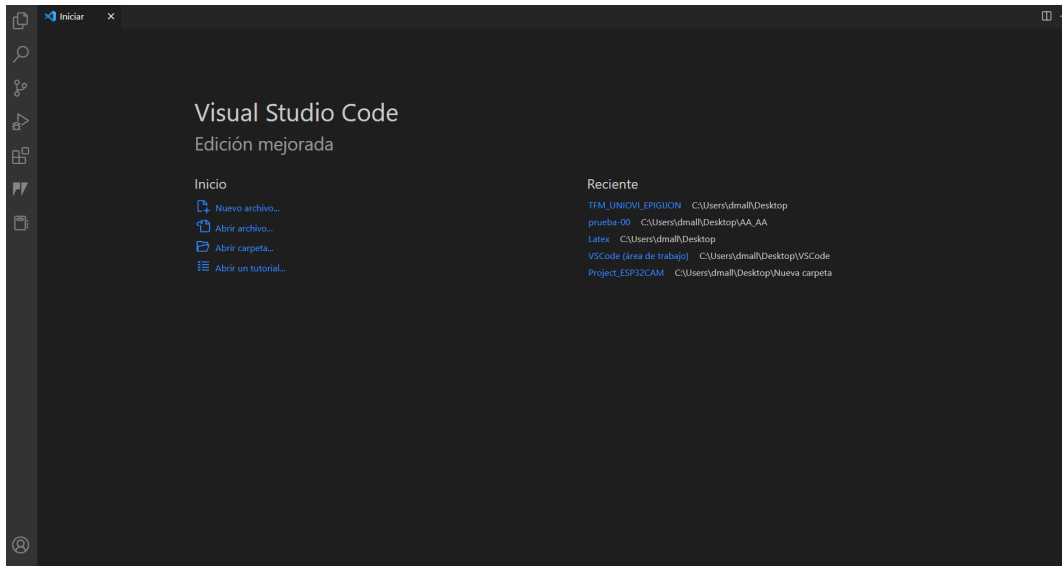 Iniciar
Visual Studio Code
Edición mejorada
Inicio
Nuevo archivo...
Abrir archivo...
Abrir carpeta...
Abrir un tutorial...
Reciente
TFM_UNIOVI_EPIGIJON C:\Users\dmall\Desktop
prueba-00 C:\Users\dmall\Desktop\AA_AA
Latex C:\Users\dmall\Desktop
VSCode (área de trabajo) C:\Users\dmall\Desktop\VSCode
Project_ESP32CAM C:\Users\dmall\Desktop\Nueva carpeta